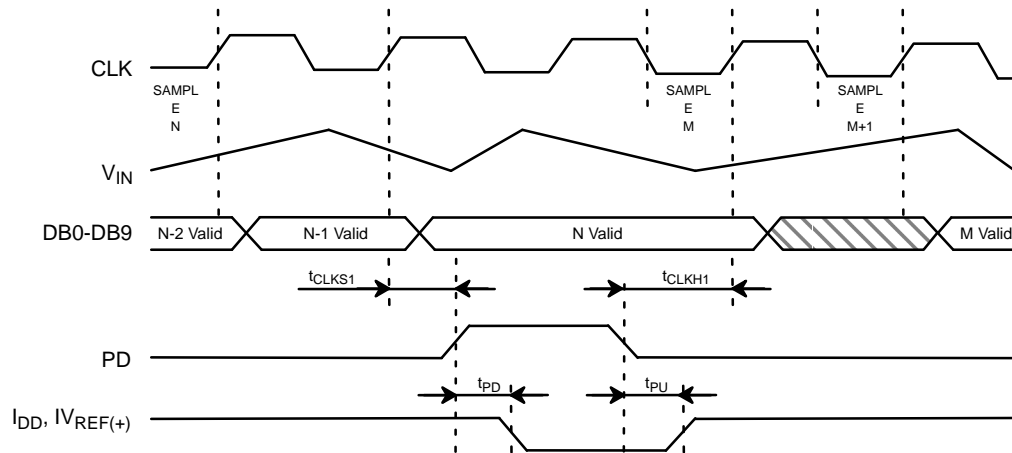 CLK
SAMPL
E
N
SAMPL
E
M
SAMPL
E
M+1
VIN
DB0-DB9
N-2 Valid
N-1 Valid
N Valid
M Valid
tCLKS1
tCLKH1
PD
tPD
tPU
IDD, IVREF(+)